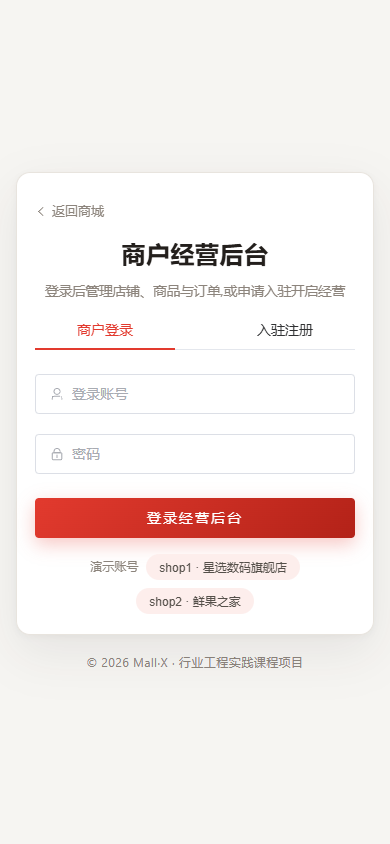 返回商城
商户经营后台
登录后管理店铺、商品与订单,或申请入驻开启经营
商户登录 入驻注册
登录账号
密码
登录经营后台
演示账号 shop1 · 星选数码旗舰店
shop2 · 鲜果之家
© 2026 Mall·X · 行业工程实践课程项目